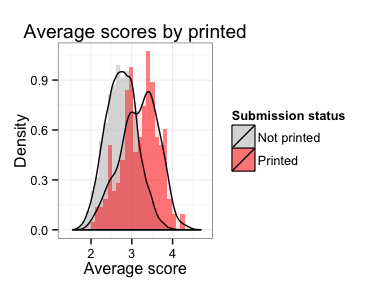 Average scores by printed
Density
0.9
0.6
0.3
0.0
2 3 4
Average score
Submission status
Not printed
Printed